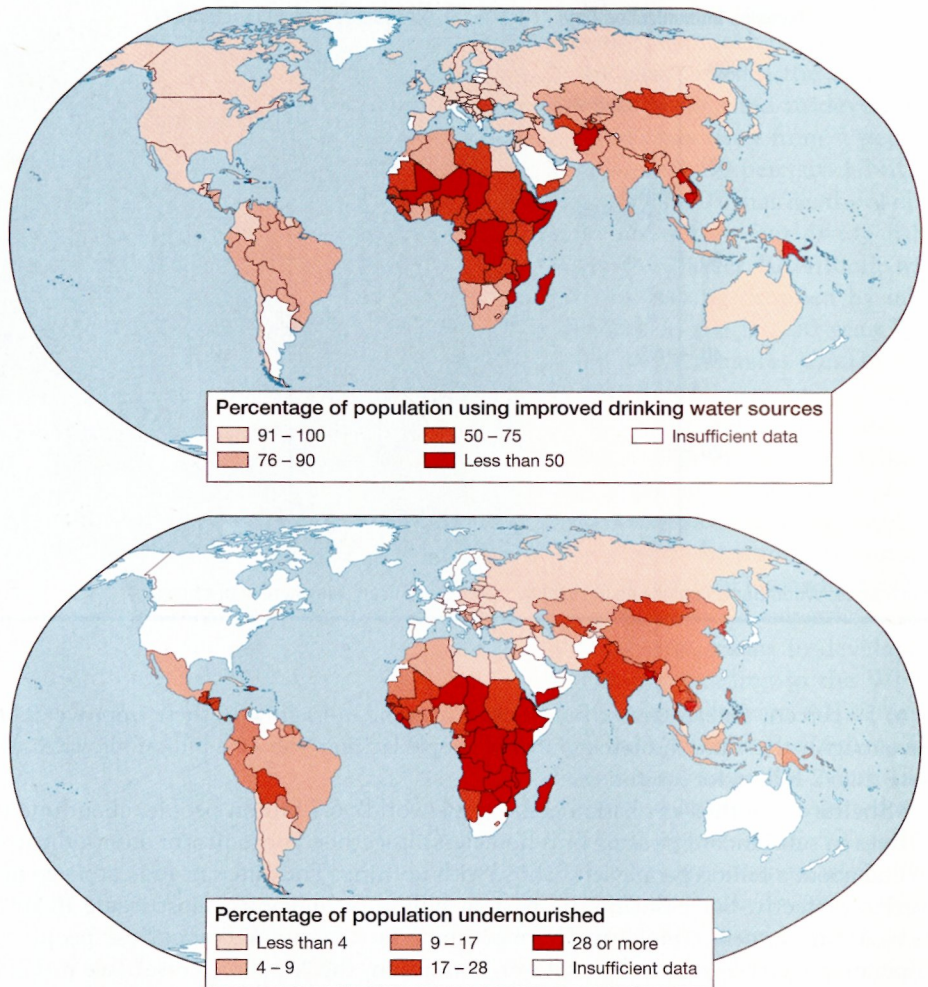 Percentage of population using improved drinking water sources
91 – 100
50 – 75
Insufficient data
76 – 90
Less than 50
Percentage of population undernourished
Less than 4
9 – 17
28 or more
4 – 9
17 – 28
Insufficient data